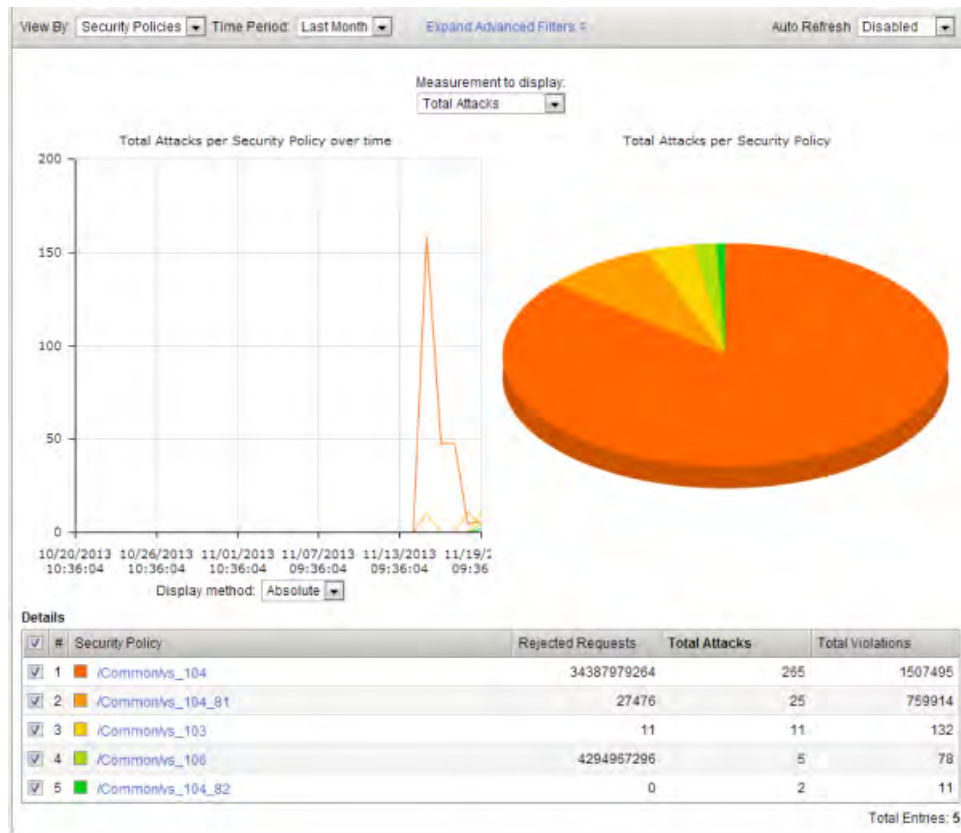 View By: Security Policies Time Period: Last Month Expand Advanced Filters Auto Refresh Disabled
Measurement to display:
Total Attacks
Total Attacks per Security Policy over time
Total Attacks per Security Policy
200
150
100
50
0
10/20/2013 10/26/2013 11/01/2013 11/07/2013 11/13/2013 11/19/2
10:36:04 10:36:04 10:36:04 09:36:04 09:36:04 09:36
Display method: Absolute
Details
# Security Policy Rejected Requests Total Attacks Total Violations
1 /Common/vs_104 34387979264 265 1507495
2 /Common/vs_104_81 27476 25 759914
3 /Common/vs_103 11 11 132
4 /Common/vs_106 4294967296 5 78
5 /Common/vs_104_82 0 2 11
Total Entries: 5